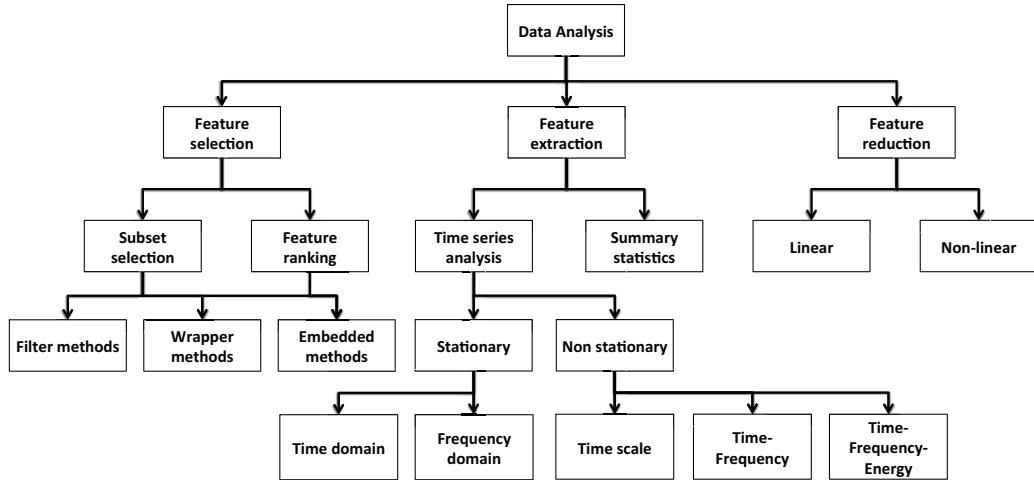 Data Analysis
Feature
selection
Feature
extraction
Feature
reduction
Subset
selection
Feature
ranking
Time series
analysis
Summary
statistics
Linear
Non-linear
Filter methods
Wrapper
methods
Embedded
methods
Stationary
Non stationary
Time domain
Frequency
domain
Time scale
Time-
Frequency
Time-
Frequency-
Energy